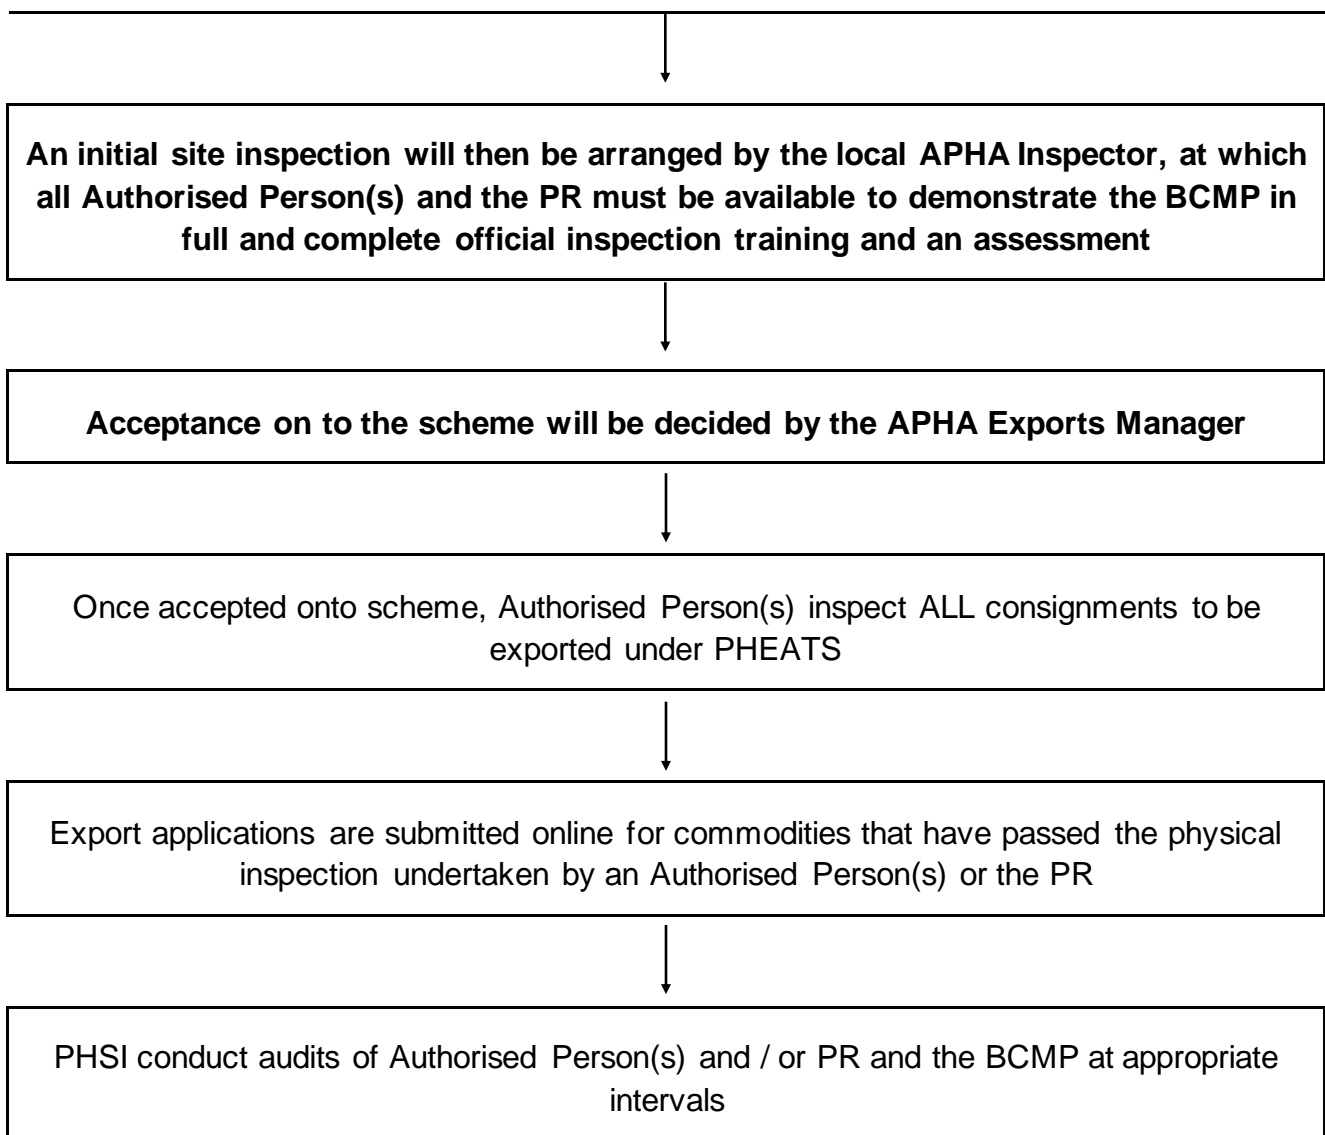 An initial site inspection will then be arranged by the local APHA Inspector, at which
all Authorised Person(s) and the PR must be available to demonstrate the BCMP in
full and complete official inspection training and an assessment
Acceptance on to the scheme will be decided by the APHA Exports Manager
Once accepted onto scheme, Authorised Person(s) inspect ALL consignments to be
exported under PHEATS
Export applications are submitted online for commodities that have passed the physical
inspection undertaken by an Authorised Person(s) or the PR
PHSI conduct audits of Authorised Person(s) and / or PR and the BCMP at appropriate
intervals